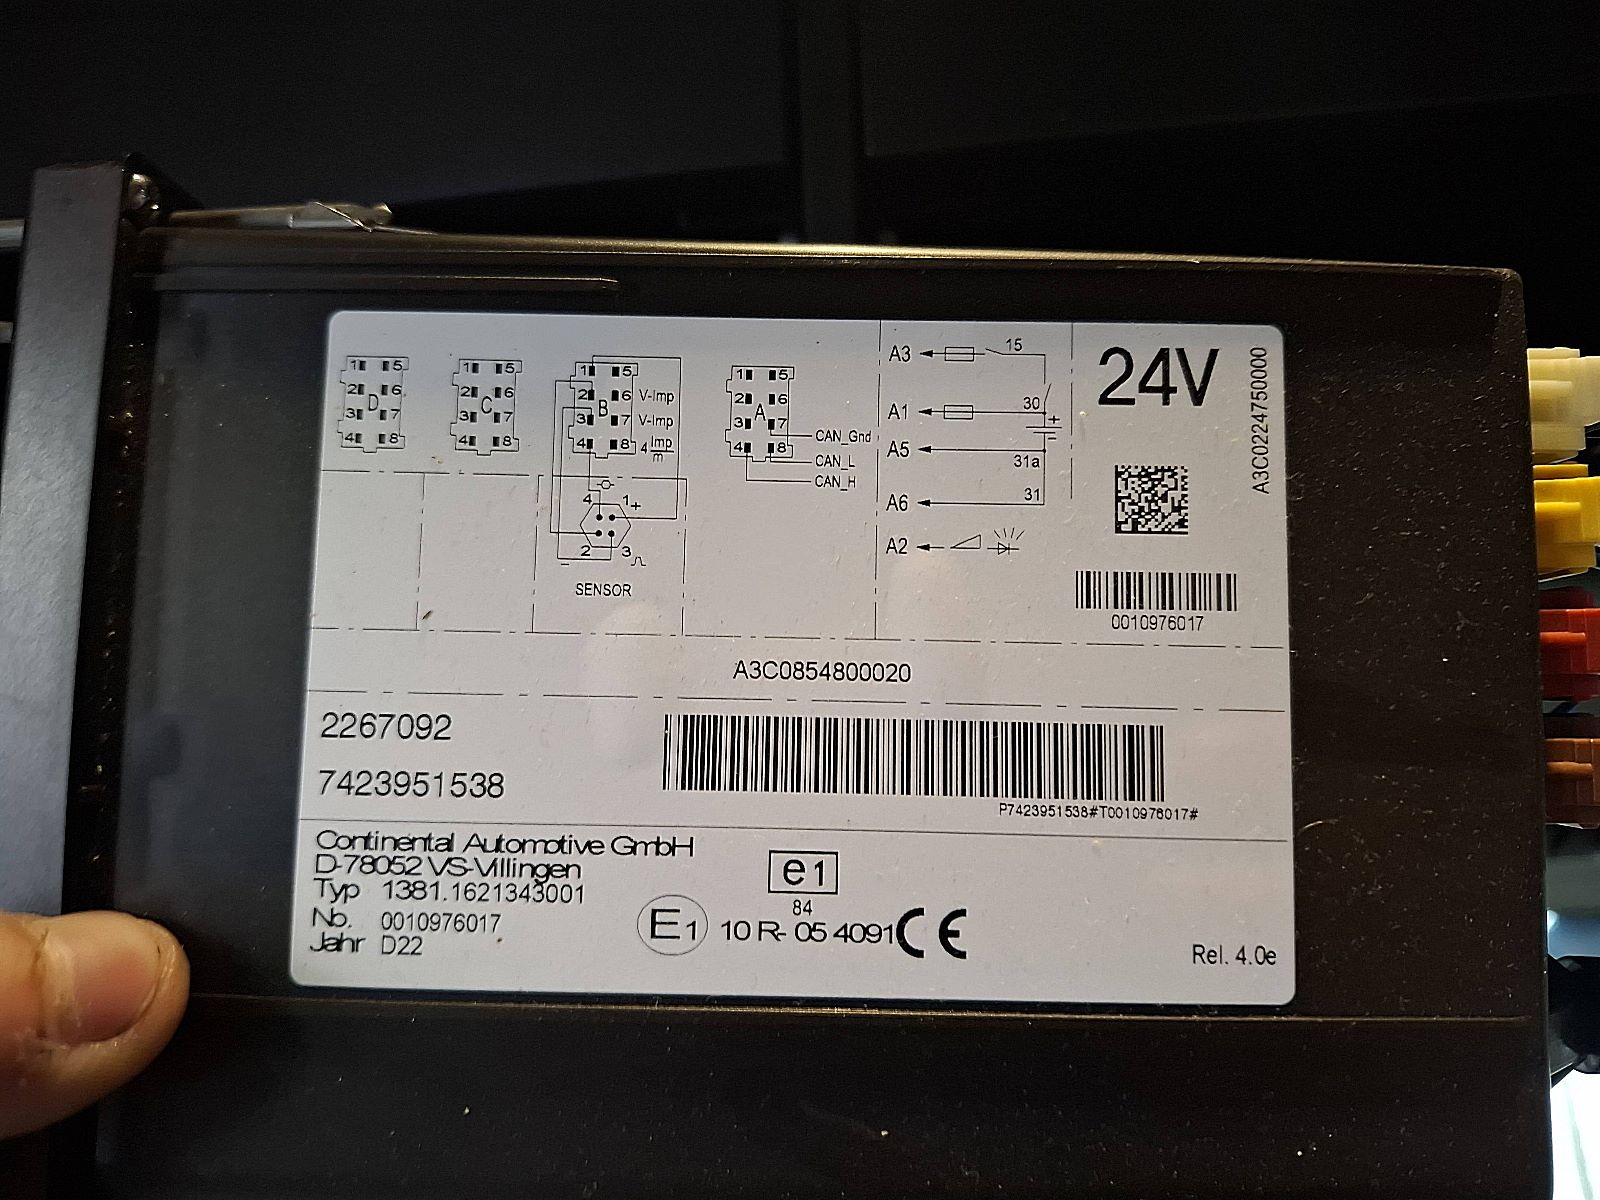 1 5
2 6
D
3 7
4 8
1 5
2 6
C
3 7
4 8
1 5
2 6 V-Imp
B
3 7 V-Imp
4 8 4 Imp/m
4 1 +
2 3
−
SENSOR
1 5
2 6
A
3 7 CAN_Gnd
4 8 CAN_L
CAN_H
A3 15
A1 30
+
−
A5 31a
A6 31
A2
24V
A3C0224750000
0010976017
A3C0854800020
2267092
7423951538
P7423951538#T0010976017#
Continental Automotive GmbH
D-78052 VS-Villingen
Typ 1381.1621343001
No. 0010976017
Jahr D22
e1
84
E1 10 R- 05 4091 CE
Rel. 4.0e